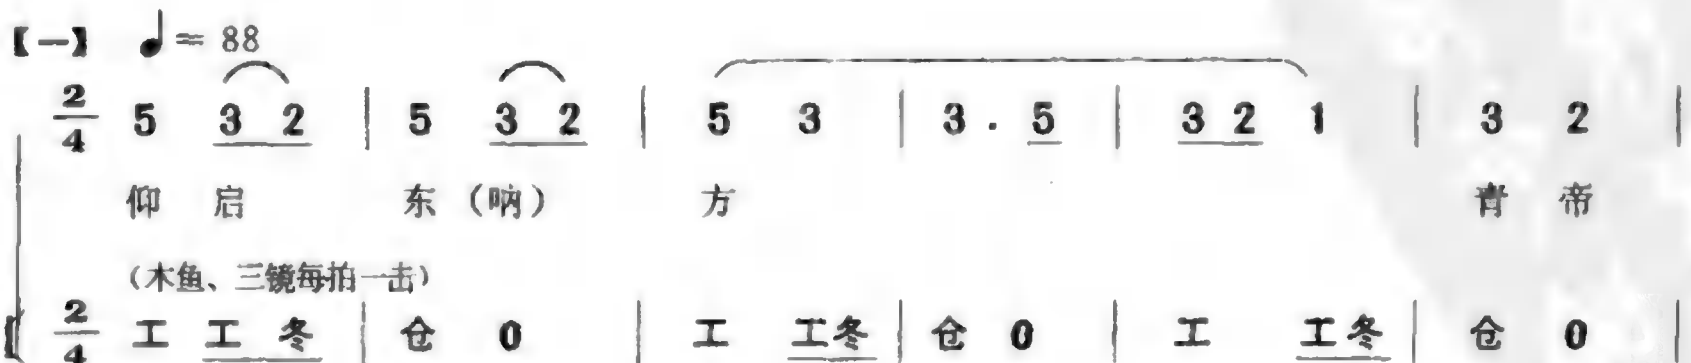 【一】 ♩= 88
2/4 5 3 2 | 5 3 2 | 5 3 | 3 . 5 | 3 2 1 | 3 2 |
仰 启 东 (呐) 方 青 帝
(木鱼、三镜每拍一击)
2/4 工 工 冬 | 仓 0 | 工 工冬 | 仓 0 | 工 工冬 | 仓 0 |